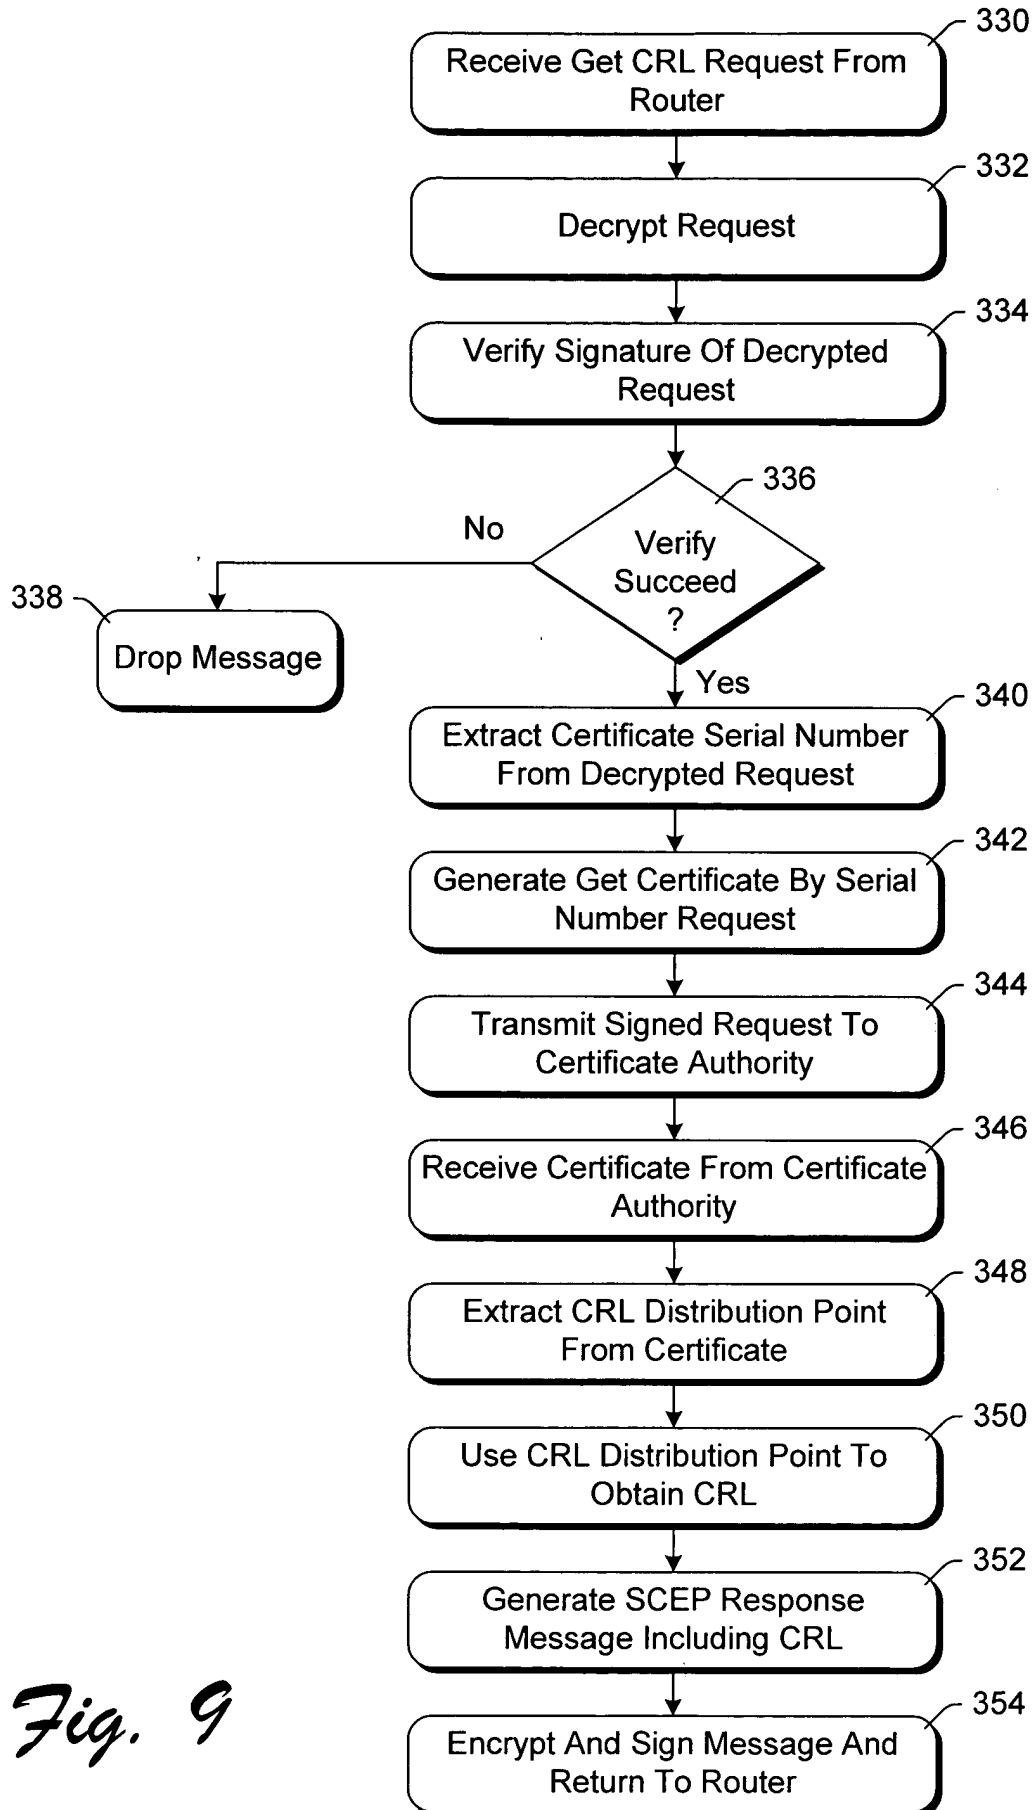 330
Receive Get CRL Request From
Router
332
Decrypt Request
334
Verify Signature Of Decrypted
Request
336
No
Verify
Succeed
?
338
Drop Message
Yes
340
Extract Certificate Serial Number
From Decrypted Request
342
Generate Get Certificate By Serial
Number Request
344
Transmit Signed Request To
Certificate Authority
346
Receive Certificate From Certificate
Authority
348
Extract CRL Distribution Point
From Certificate
350
Use CRL Distribution Point To
Obtain CRL
352
Generate SCEP Response
Message Including CRL
354
Encrypt And Sign Message And
Return To Router
Fig. 9